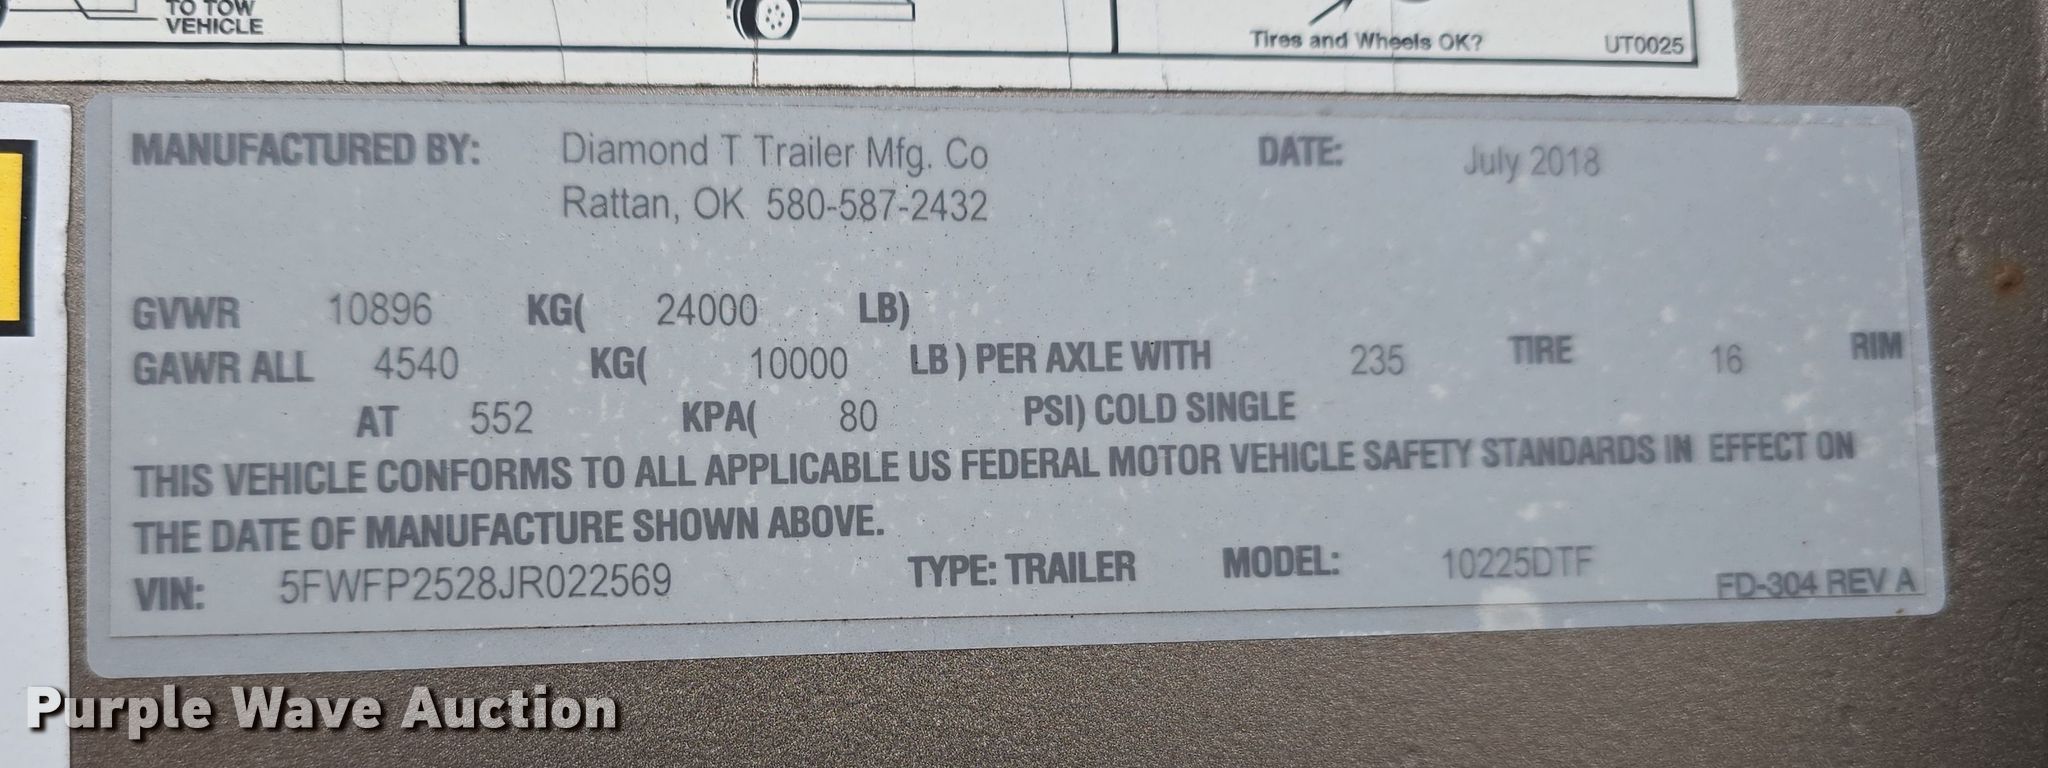 TO TOW
VEHICLE
Tires and Wheels OK?
UT0025
MANUFACTURED BY: Diamond T Trailer Mfg. Co DATE: July 2018
Rattan, OK 580-587-2432
GVWR 10896 KG( 24000 LB)
GAWR ALL 4540 KG( 10000 LB ) PER AXLE WITH 235 TIRE 16 RIM
AT 552 KPA( 80 PSI) COLD SINGLE
THIS VEHICLE CONFORMS TO ALL APPLICABLE US FEDERAL MOTOR VEHICLE SAFETY STANDARDS IN EFFECT ON
THE DATE OF MANUFACTURE SHOWN ABOVE.
VIN: 5FWFP2528JR022569 TYPE: TRAILER MODEL: 10225DTF
FD-304 REV A
Purple Wave Auction